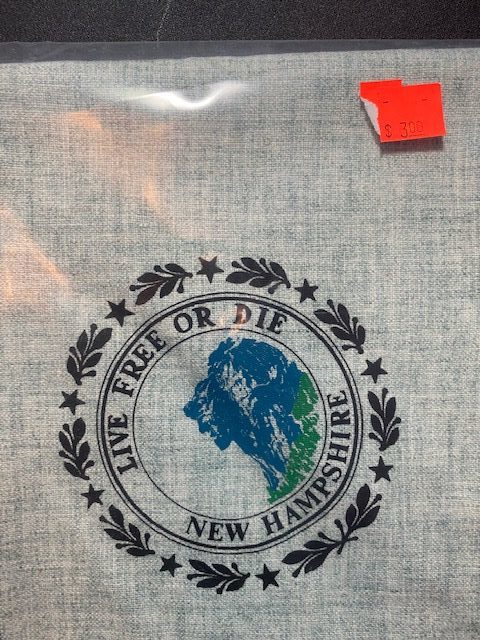 $ 3.00
LIVE FREE OR DIE
NEW HAMPSHIRE